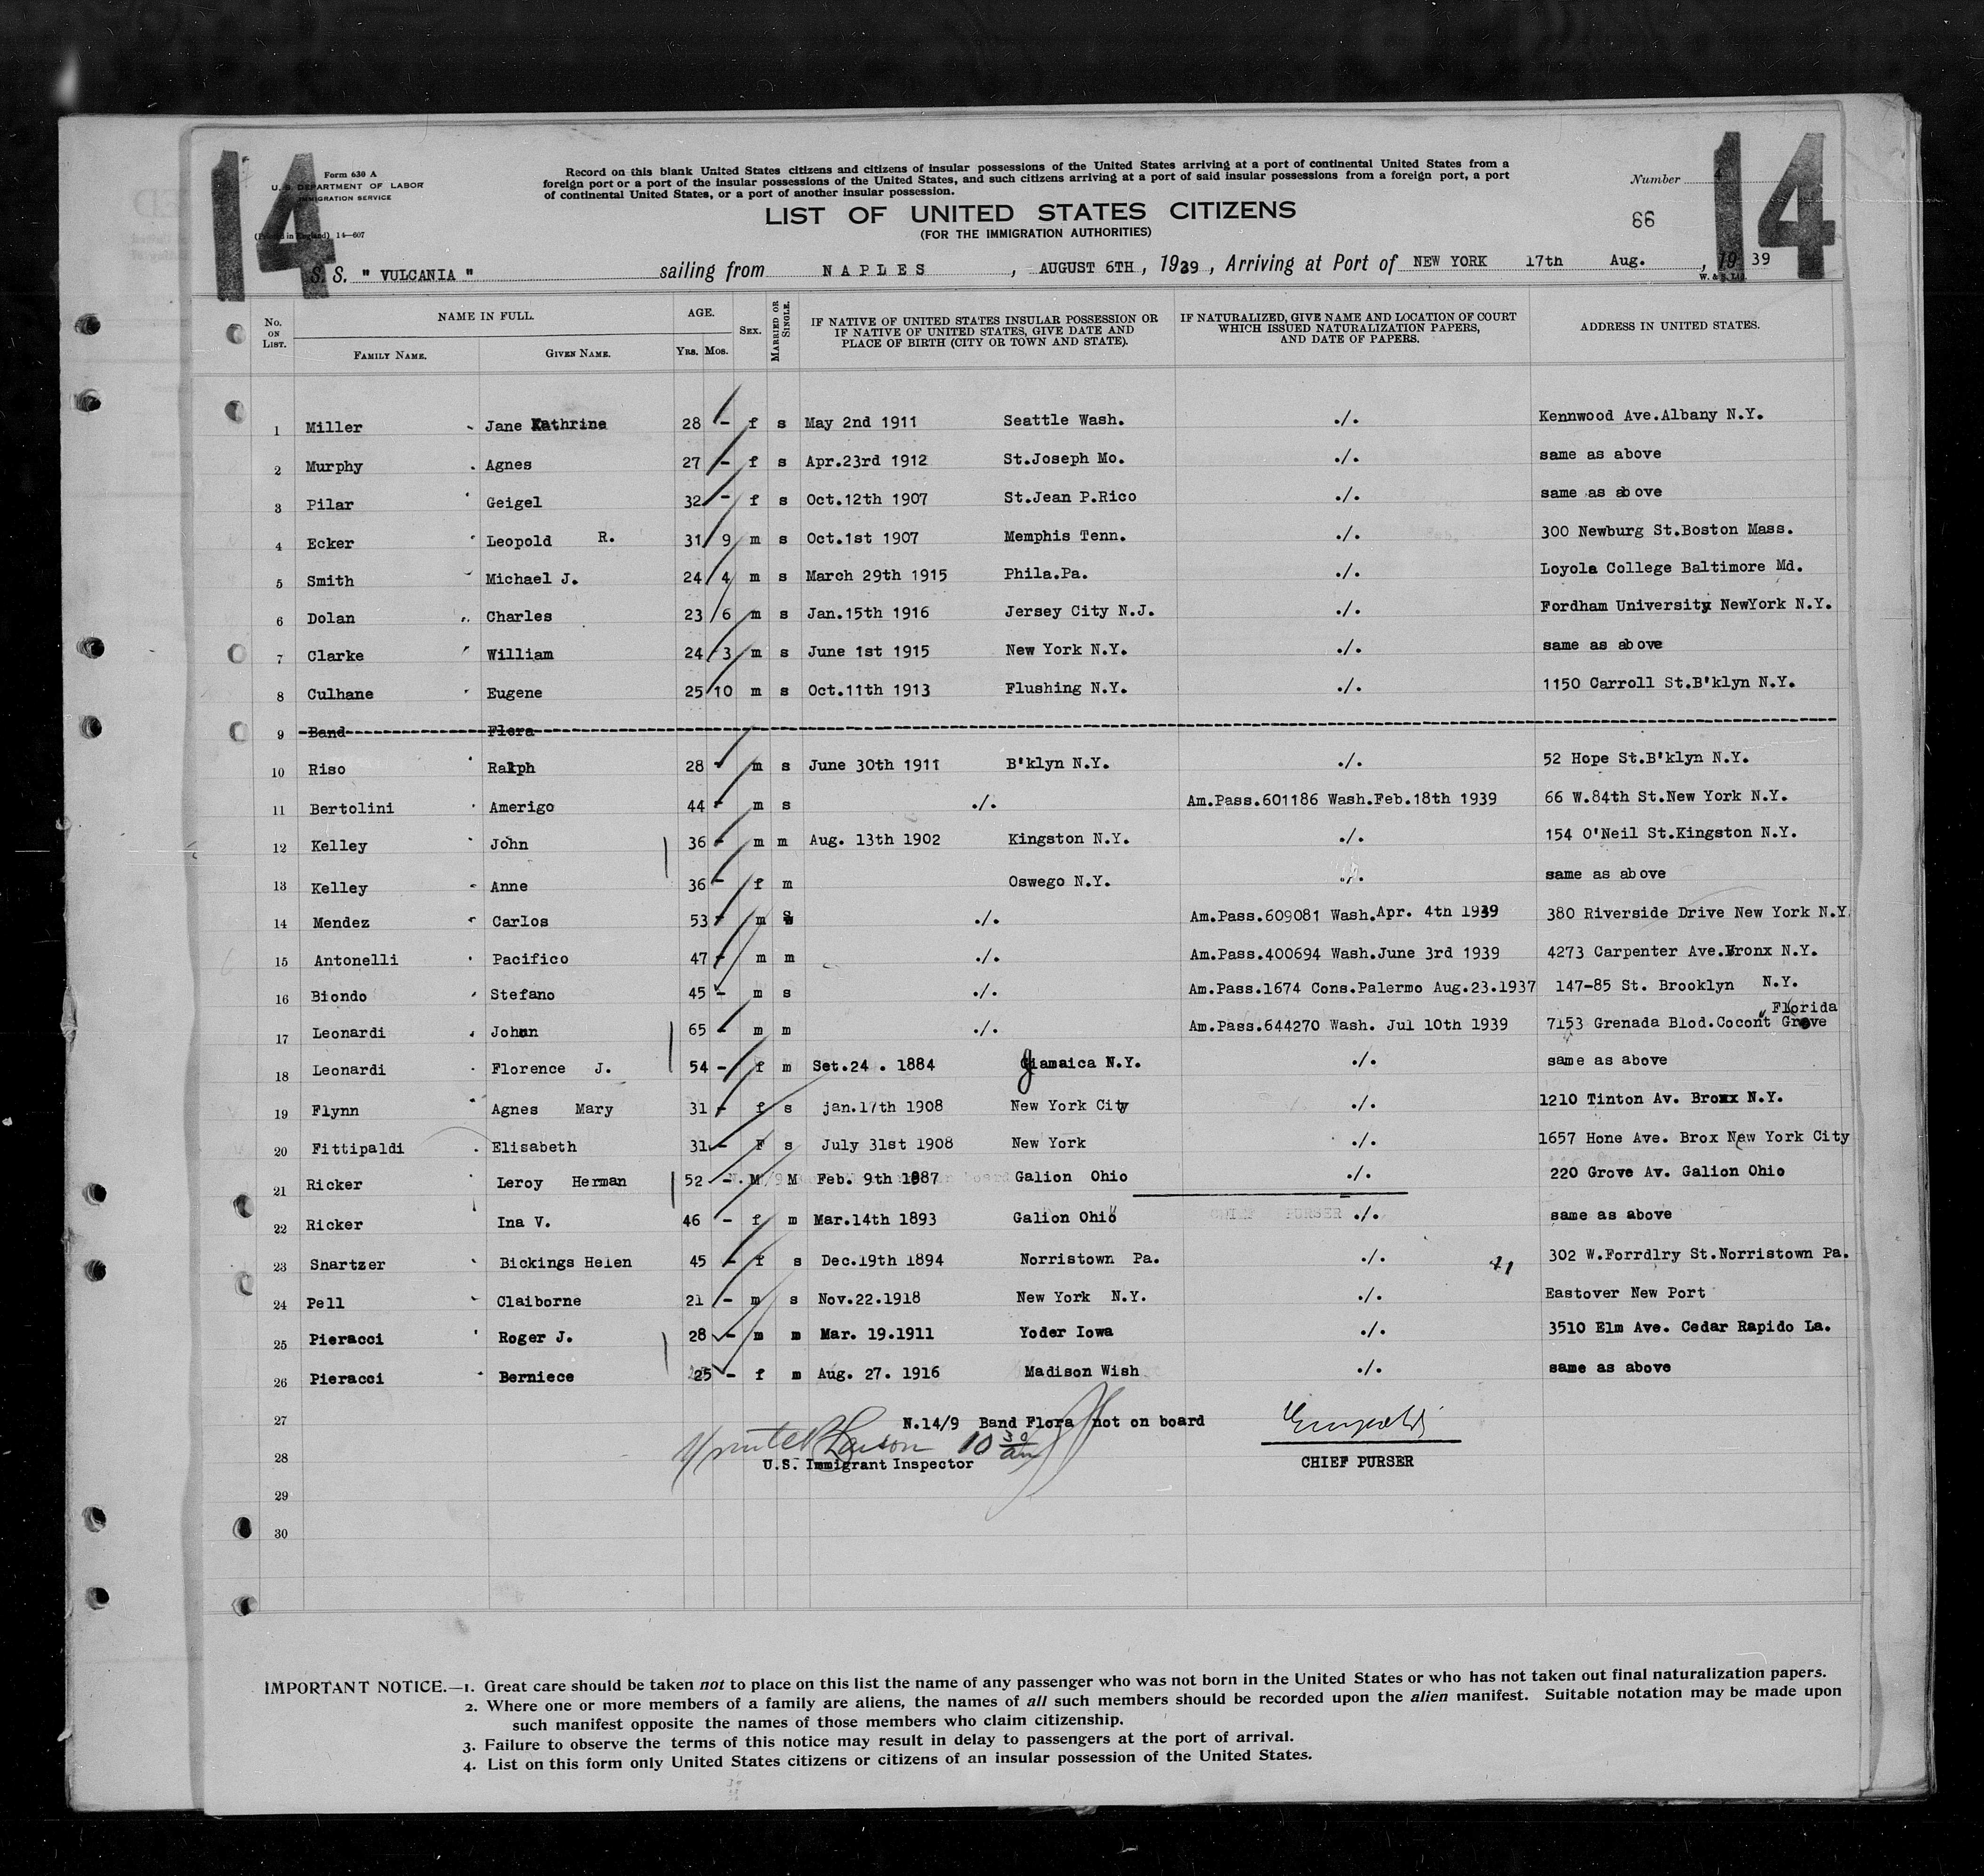 14
14
Form 630 A
U. S. DEPARTMENT OF LABOR
IMMIGRATION SERVICE
(Printed in England) 14—607
Record on this blank United States citizens and citizens of insular possessions of the United States arriving at a port of continental United States from a
foreign port or a port of the insular possessions of the United States, and such citizens arriving at a port of said insular possessions from a foreign port, a port
of continental United States, or a port of another insular possession.
Number
LIST OF UNITED STATES CITIZENS
(FOR THE IMMIGRATION AUTHORITIES)
66
S. S. " VULCANIA " sailing from NAPLES , AUGUST 6TH , 1939 , Arriving at Port of NEW YORK 17th Aug. , 19 39
No. ON LIST. NAME IN FULL. FAMILY NAME. GIVEN NAME. AGE. YRS. MOS. SEX. MARRIED OR SINGLE. IF NATIVE OF UNITED STATES INSULAR POSSESSION OR IF NATIVE OF UNITED STATES, GIVE DATE AND PLACE OF BIRTH (CITY OR TOWN AND STATE). IF NATURALIZED, GIVE NAME AND LOCATION OF COURT WHICH ISSUED NATURALIZATION PAPERS, AND DATE OF PAPERS. ADDRESS IN UNITED STATES.
1 Miller Jane Kathrine 28 - f s May 2nd 1911 Seattle Wash. ./. Kennwood Ave.Albany N.Y.
2 Murphy Agnes 27 - f s Apr.23rd 1912 St.Joseph Mo. ./. same as above
3 Pilar Geigel 32 - f s Oct.12th 1907 St.Jean P.Rico ./. same as above
4 Ecker Leopold R. 31 9 m s Oct.1st 1907 Memphis Tenn. ./. 300 Newburg St.Boston Mass.
5 Smith Michael J. 24 4 m s March 29th 1915 Phila.Pa. ./. Loyola College Baltimore Md.
6 Dolan Charles 23 6 m s Jan.15th 1916 Jersey City N.J. ./. Fordham University NewYork N.Y.
7 Clarke William 24 3 m s June 1st 1915 New York N.Y. ./. same as above
8 Culhane Eugene 25 10 m s Oct.11th 1913 Flushing N.Y. ./. 1150 Carroll St.B'klyn N.Y.
9 Band Flora
10 Riso Ralph 28 - m s June 30th 1911 B'klyn N.Y. ./. 52 Hope St.B'klyn N.Y.
11 Bertolini Amerigo 44 - m s ./. Am.Pass.601186 Wash.Feb.18th 1939 66 W.84th St.New York N.Y.
12 Kelley John 36 - m m Aug. 13th 1902 Kingston N.Y. ./. 154 O'Neil St.Kingston N.Y.
13 Kelley Anne 36 - f m Oswego N.Y. ./. same as above
14 Mendez Carlos 53 - m S ./. Am.Pass.609081 Wash.Apr. 4th 1939 380 Riverside Drive New York N.Y.
15 Antonelli Pacifico 47 - m m ./. Am.Pass.400694 Wash.June 3rd 1939 4273 Carpenter Ave.Bronx N.Y.
16 Biondo Stefano 45 - m s ./. Am.Pass.1674 Cons.Palermo Aug.23.1937 147-85 St. Brooklyn N.Y.
Florida
17 Leonardi John 65 - m m ./. Am.Pass.644270 Wash. Jul 10th 1939 7153 Grenada Blod.Coconut Grove
18 Leonardi Florence J. 54 - f m Set.24 . 1884 Jamaica N.Y. ./. same as above
19 Flynn Agnes Mary 31 - f s jan.17th 1908 New York City ./. 1210 Tinton Av. Bronx N.Y.
20 Fittipaldi Elisabeth 31 - F s July 31st 1908 New York ./. 1657 Hone Ave. Brox New York City
21 Ricker Leroy Herman 52 - M M Feb. 9th 1887 Galion Ohio ./. 220 Grove Av. Galion Ohio
22 Ricker Ina V. 46 - f m Mar.14th 1893 Galion Ohio CHIEF PURSER ./. same as above
23 Shartzer Bickings Helen 45 - f s Dec.19th 1894 Norristown Pa. ./. 302 W.Forrdlry St.Norristown Pa.
24 Pell Claiborne 21 - m s Nov.22.1918 New York N.Y. ./. Eastover New Port
25 Pieracci Roger J. 28 - m m Mar. 19.1911 Yoder Iowa ./. 3510 Elm Ave. Cedar Rapido La.
26 Pieracci Berniece 25 - f m Aug. 27. 1916 Madison Wish ./. same as above
27 N.14/9 Band Flora not on board
28 10 30 am
U.S. Immigrant Inspector CHIEF PURSER
29
30
IMPORTANT NOTICE.—1. Great care should be taken not to place on this list the name of any passenger who was not born in the United States or who has not taken out final naturalization papers.
2. Where one or more members of a family are aliens, the names of all such members should be recorded upon the alien manifest. Suitable notation may be made upon
such manifest opposite the names of those members who claim citizenship.
3. Failure to observe the terms of this notice may result in delay to passengers at the port of arrival.
4. List on this form only United States citizens or citizens of an insular possession of the United States.